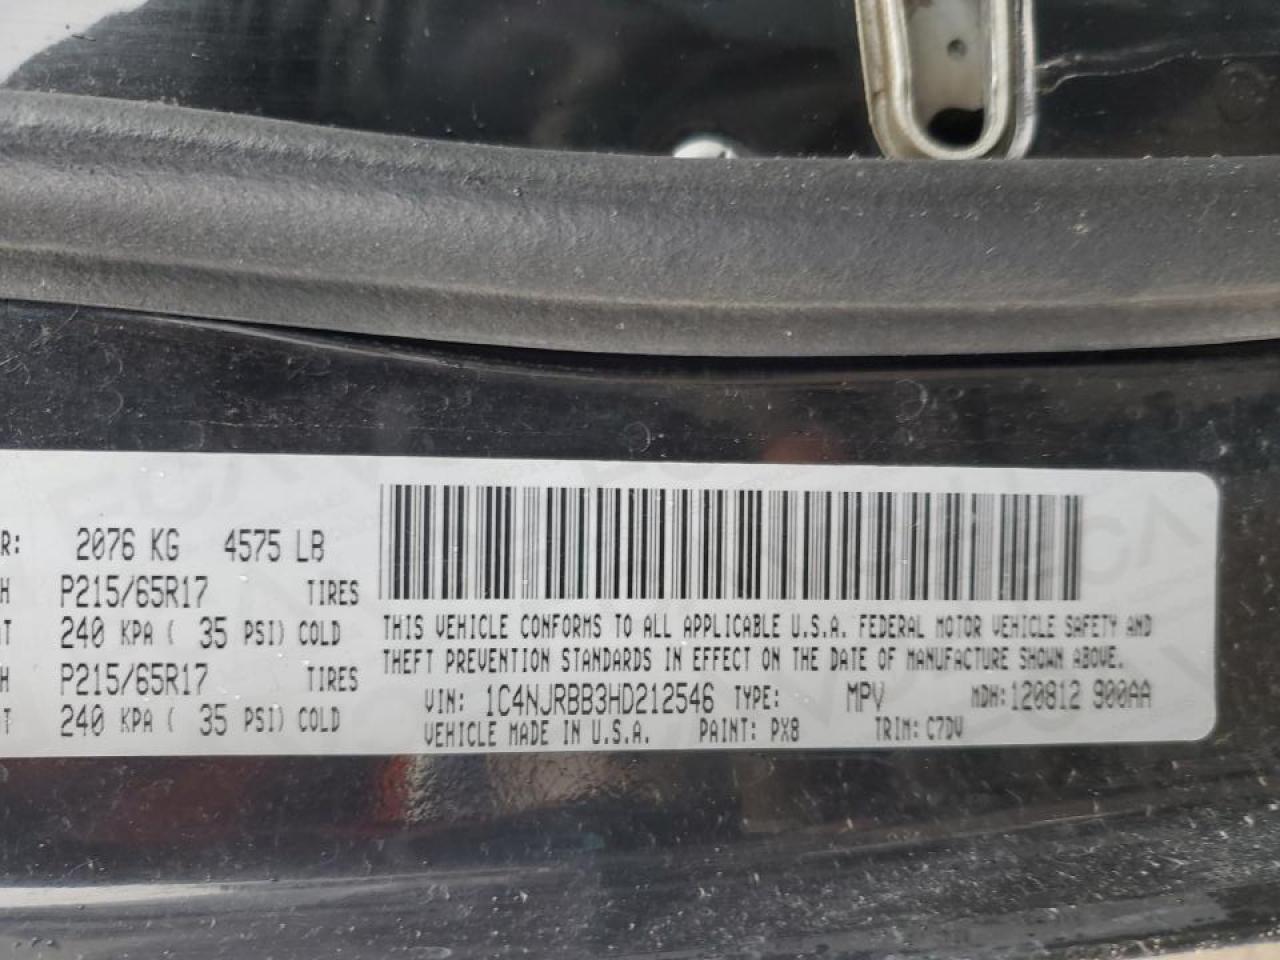 R: 2076 KG 4575 LB
H P215/65R17 TIRES
AT 240 KPA ( 35 PSI) COLD
H P215/65R17 TIRES
T 240 KPA ( 35 PSI) COLD
THIS VEHICLE CONFORMS TO ALL APPLICABLE U.S.A. FEDERAL MOTOR VEHICLE SAFETY AND
THEFT PREVENTION STANDARDS IN EFFECT ON THE DATE OF MANUFACTURE SHOWN ABOVE.
VIN: 1C4NJRBB3HD212546 TYPE: MPV MDH: 120812 900AA
VEHICLE MADE IN U.S.A. PAINT: PX8 TRIM: C7DV